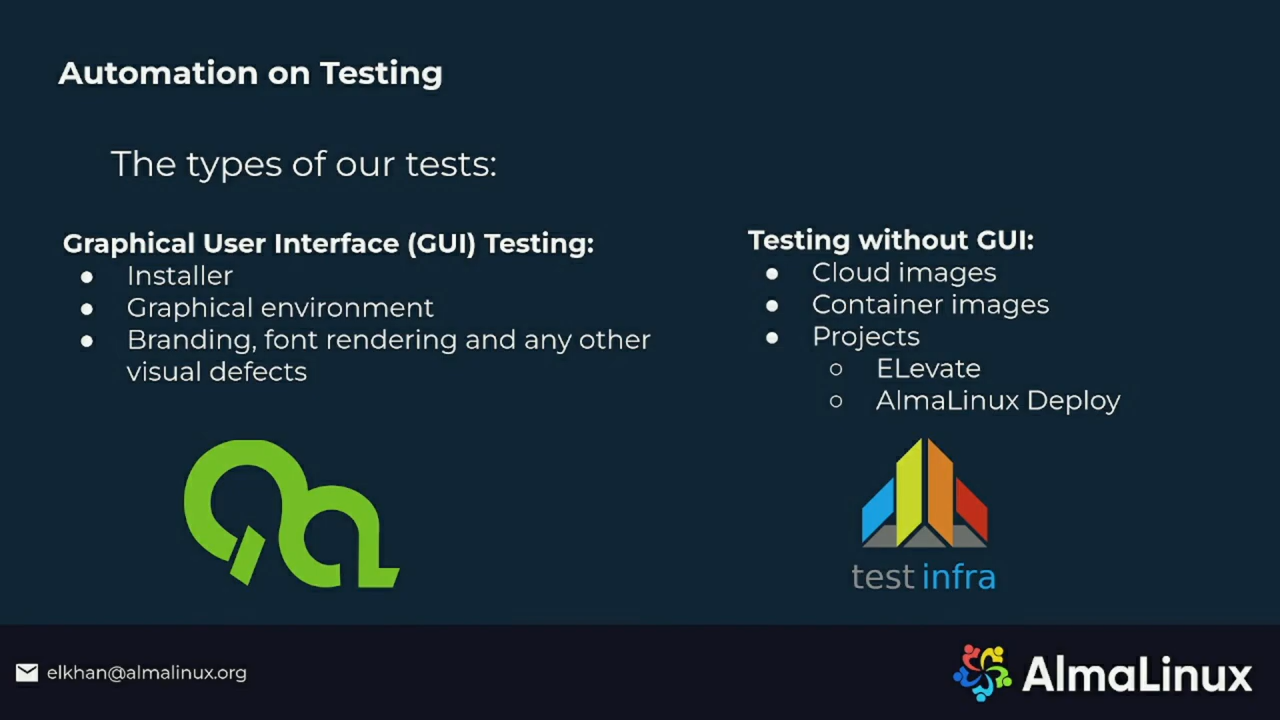 Automation on Testing
The types of our tests:
Graphical User Interface (GUI) Testing:
● Installer
● Graphical environment
● Branding, font rendering and any other
visual defects
Testing without GUI:
● Cloud images
● Container images
● Projects
○ ELevate
○ AlmaLinux Deploy
Qa
test infra
elkhan@almalinux.org
AlmaLinux